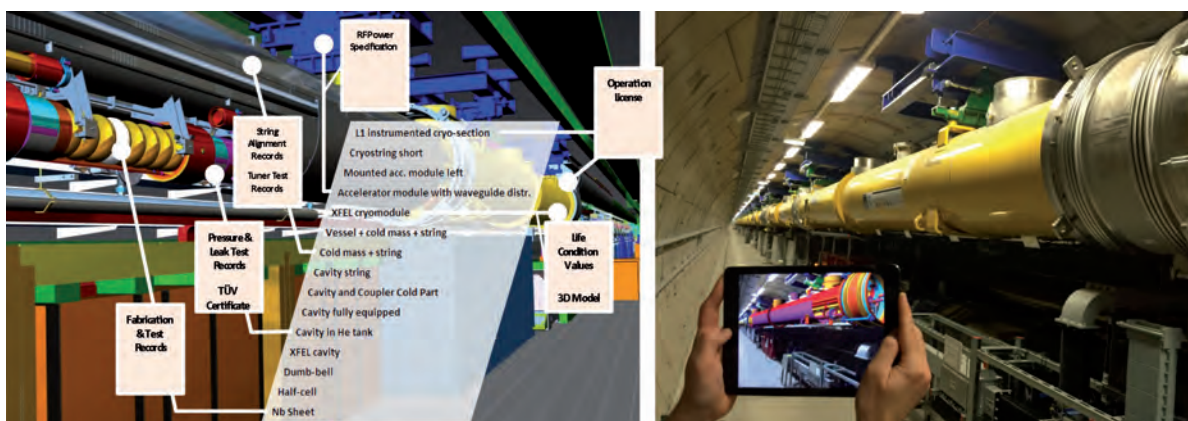 RF Power
Specification
Operation
license
String
Alignment
Records
Tuner Test
Records
L1 instrumented cryo-section
Cryostring short
Mounted acc. module left
Accelerator module with waveguide distr.
XFEL cryomodule
Vessel + cold mass + string
Cold mass + string
Cavity string
Cavity and Coupler Cold Part
Cavity fully equipped
Cavity in He tank
XFEL cavity
Dumb-bell
Half-cell
Nb Sheet
Pressure &
Leak Test
Records
TÜV
Certificate
Life
Condition
Values
3D Model
Fabrication
& Test
Records